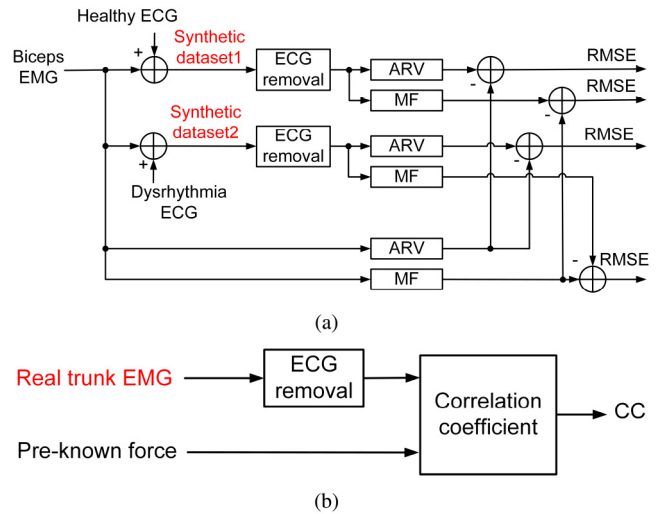 Healthy ECG
Biceps
EMG
+
Synthetic
dataset1
ECG
removal
ARV
MF
-
RMSE
-
RMSE
Synthetic
dataset2
+
Dysrhythmia
ECG
ECG
removal
ARV
MF
-
RMSE
ARV
MF
-
RMSE
(a)
Real trunk EMG
ECG
removal
Correlation
coefficient
CC
Pre-known force
(b)